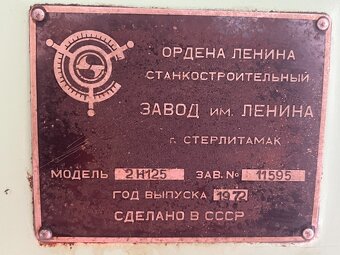 ОРДЕНА ЛЕНИНА
СТАНКОСТРОИТЕЛЬНЫЙ
ЗАВОД им. ЛЕНИНА
г. СТЕРЛИТАМАК
МОДЕЛЬ 2Н125 ЗАВ. № 11595
ГОД ВЫПУСКА 1972
СДЕЛАНО В СССР